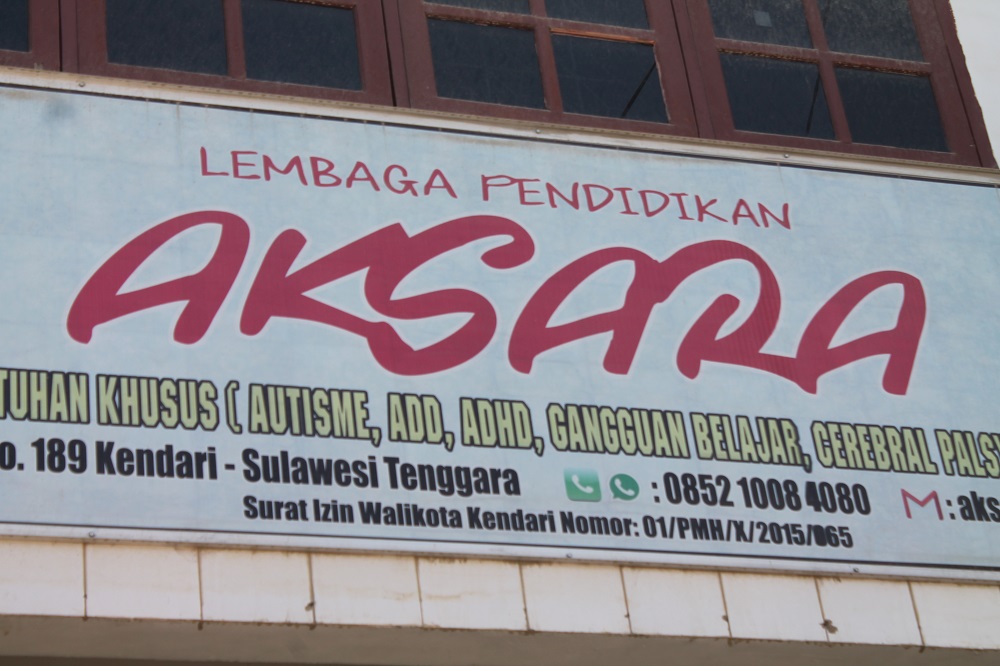 LEMBAGA PENDIDIKAN
AKSARA
TUHAN KHUSUS ( AUTISME, ADD, ADHD, GANGGUAN BELAJAR, CEREBRAL PALS
o. 189 Kendari - Sulawesi Tenggara : 0852 1008 4080 M : aks
Surat Izin Walikota Kendari Nomor: 01/PMH/X/2015/065